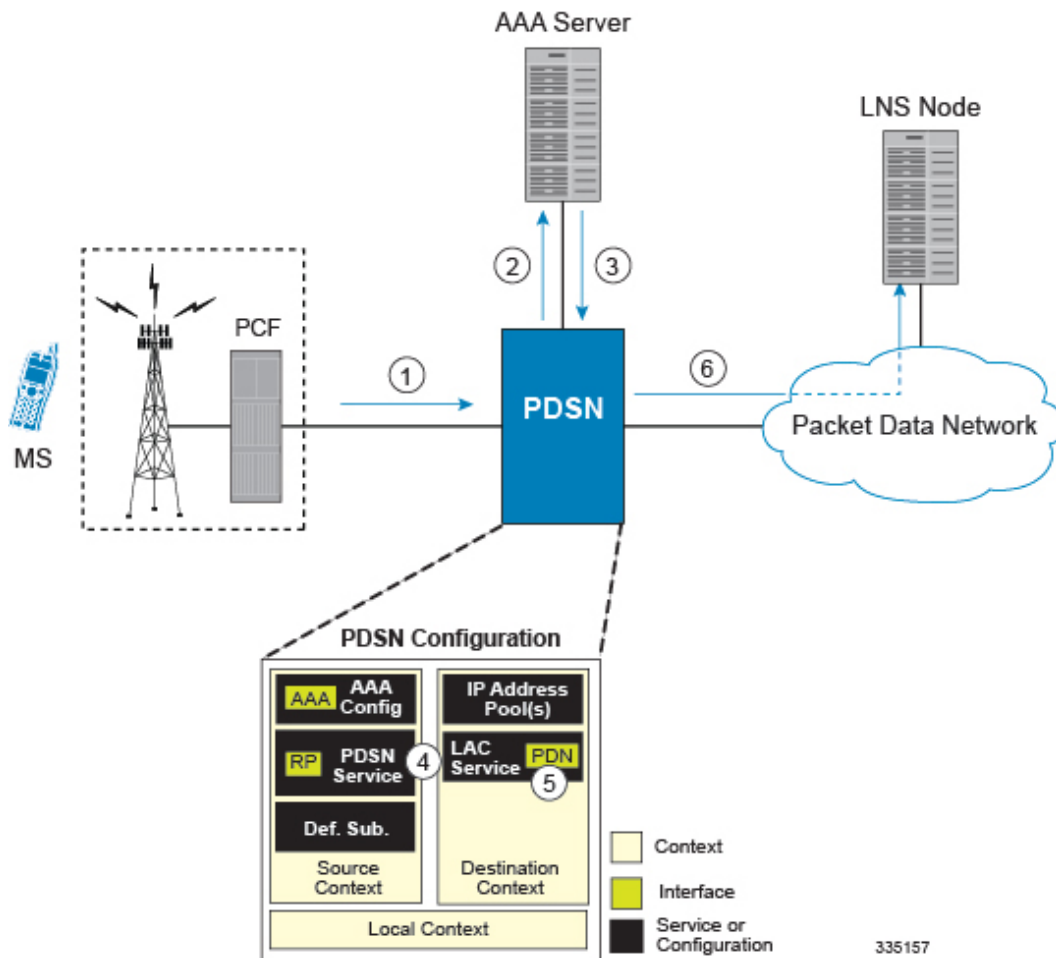 AAA Server
LNS Node
2
3
PCF
1
6
PDSN
Packet Data Network
MS
PDSN Configuration
AAA
AAA
Config
IP Address
Pool(s)
RP
PDSN
Service
4
LAC
Service
PDN
5
Def. Sub.
Source
Context
Destination
Context
Local Context
Context
Interface
Service or
Configuration
335157